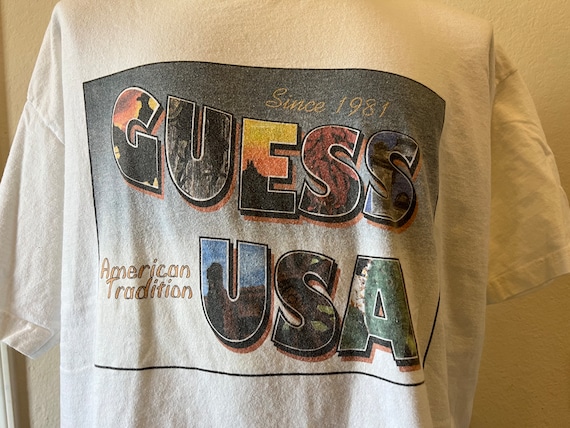 Since 1981
GUESS
American
Tradition
USA